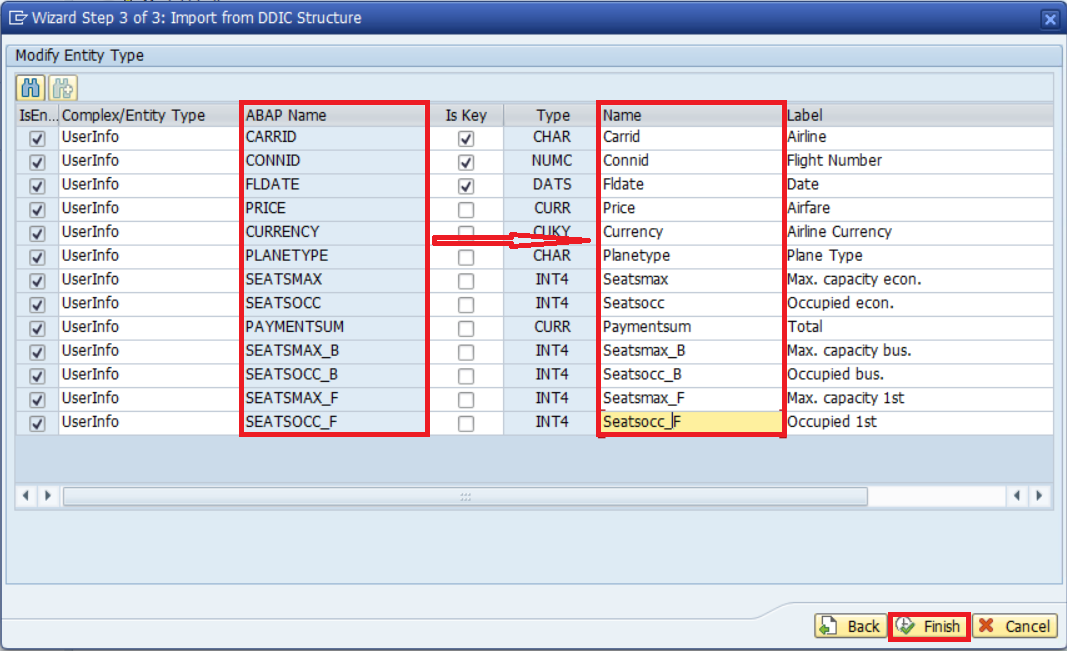 Wizard Step 3 of 3: Import from DDIC Structure
Modify Entity Type
IsEn... Complex/Entity Type ABAP Name Is Key Type Name Label
UserInfo CARRID CHAR Carrid Airline
UserInfo CONNID NUMC Connid Flight Number
UserInfo FLDATE DATS Fldate Date
UserInfo PRICE CURR Price Airfare
UserInfo CURRENCY CUKY Currency Airline Currency
UserInfo PLANETYPE CHAR Planetype Plane Type
UserInfo SEATSMAX INT4 Seatsmax Max. capacity econ.
UserInfo SEATSOCC INT4 Seatsocc Occupied econ.
UserInfo PAYMENTSUM CURR Paymentsum Total
UserInfo SEATSMAX_B INT4 Seatsmax_B Max. capacity bus.
UserInfo SEATSOCC_B INT4 Seatsocc_B Occupied bus.
UserInfo SEATSMAX_F INT4 Seatsmax_F Max. capacity 1st
UserInfo SEATSOCC_F INT4 Seatsocc_F Occupied 1st
Back Finish Cancel